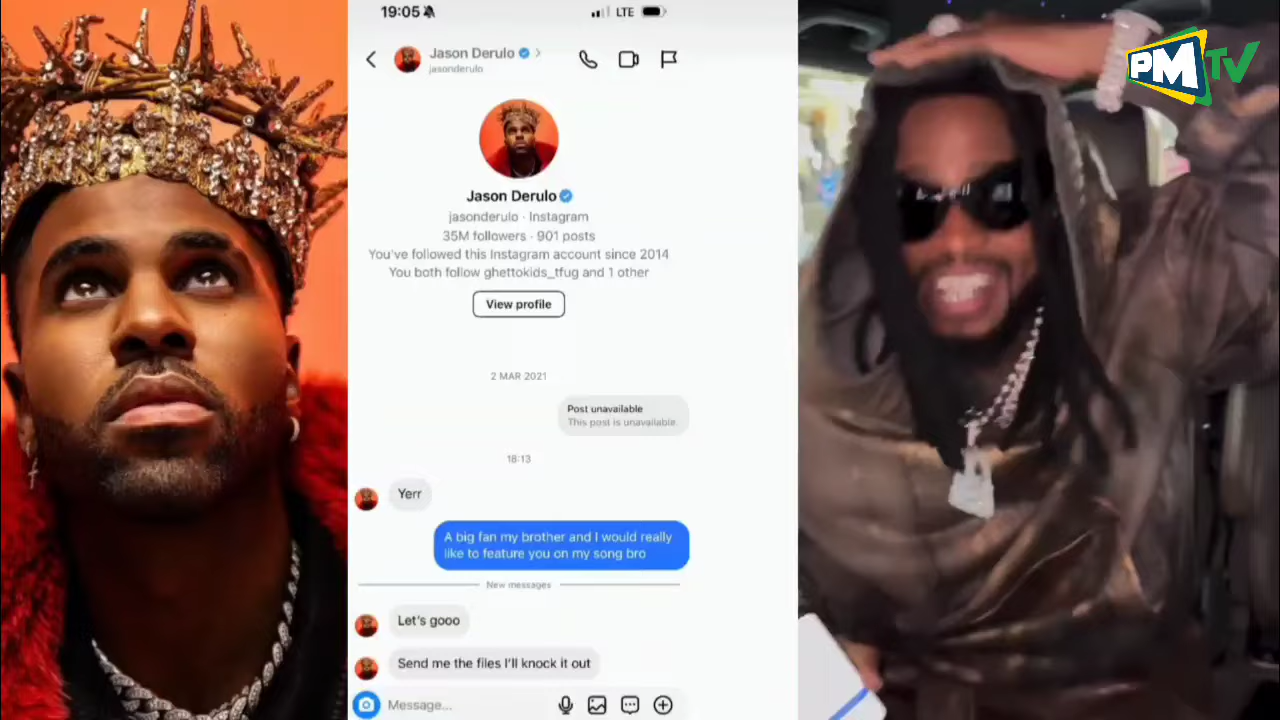 19:05
LTE
PMTV
Jason Derulo
jasonderulo
Jason Derulo
jasonderulo · Instagram
35M followers · 901 posts
You've followed this Instagram account since 2014
You both follow ghettokids_tfug and 1 other
View profile
2 MAR 2021
Post unavailable
This post is unavailable.
18:13
Yerr
A big fan my brother and I would really
like to feature you on my song bro
New messages
Let's gooo
Send me the files I'll knock it out
Message...